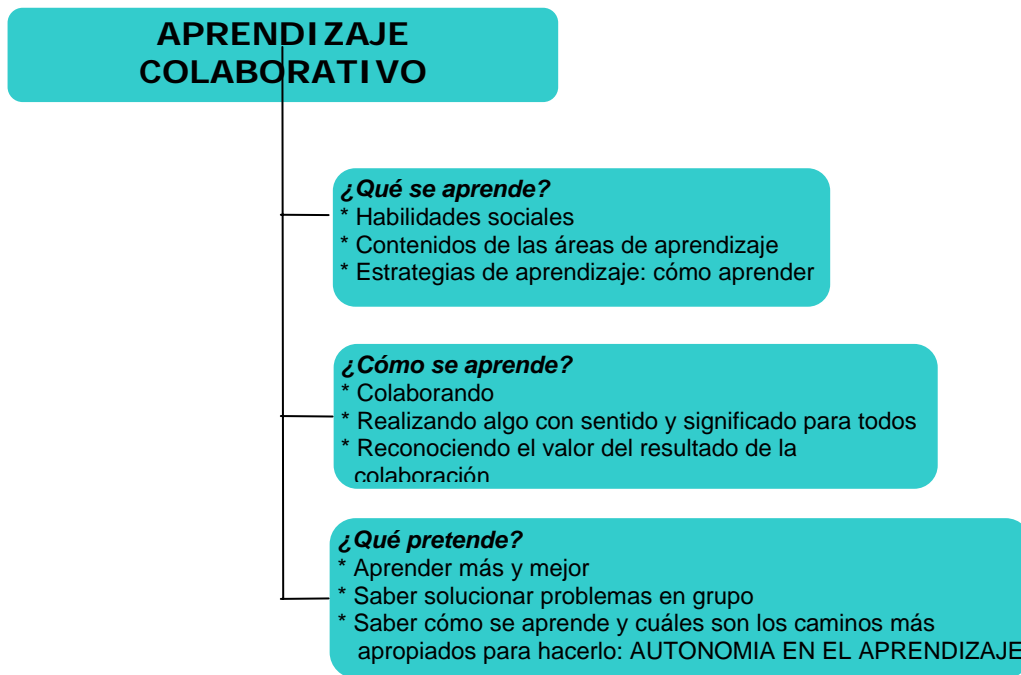 APRENDIZAJE
COLABORATIVO
¿Qué se aprende?
* Habilidades sociales
* Contenidos de las áreas de aprendizaje
* Estrategias de aprendizaje: cómo aprender
¿Cómo se aprende?
* Colaborando
* Realizando algo con sentido y significado para todos
* Reconociendo el valor del resultado de la
colaboración
¿Qué pretende?
* Aprender más y mejor
* Saber solucionar problemas en grupo
* Saber cómo se aprende y cuáles son los caminos más
apropiados para hacerlo: AUTONOMIA EN EL APRENDIZAJE